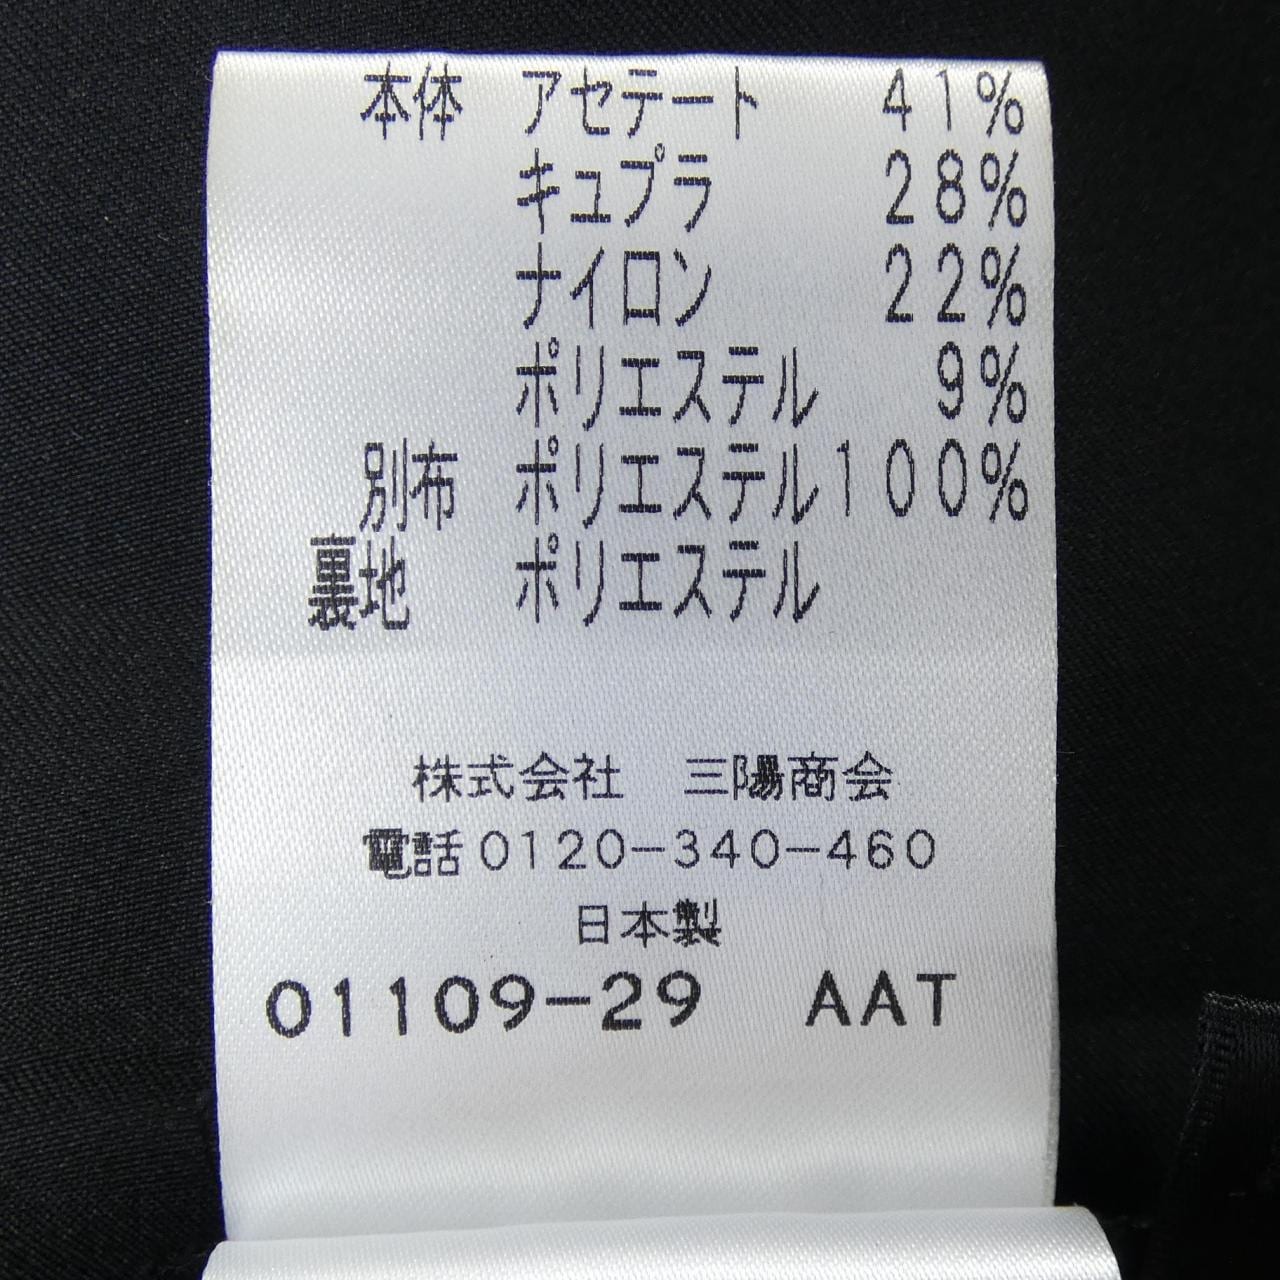 本体 アセテート 41%
キュプラ 28%
ナイロン 22%
ポリエステル 9%
別布 ポリエステル100%
裏地 ポリエステル
株式会社 三陽商会
電話0120-340-460
日本製
01109-29 AAT